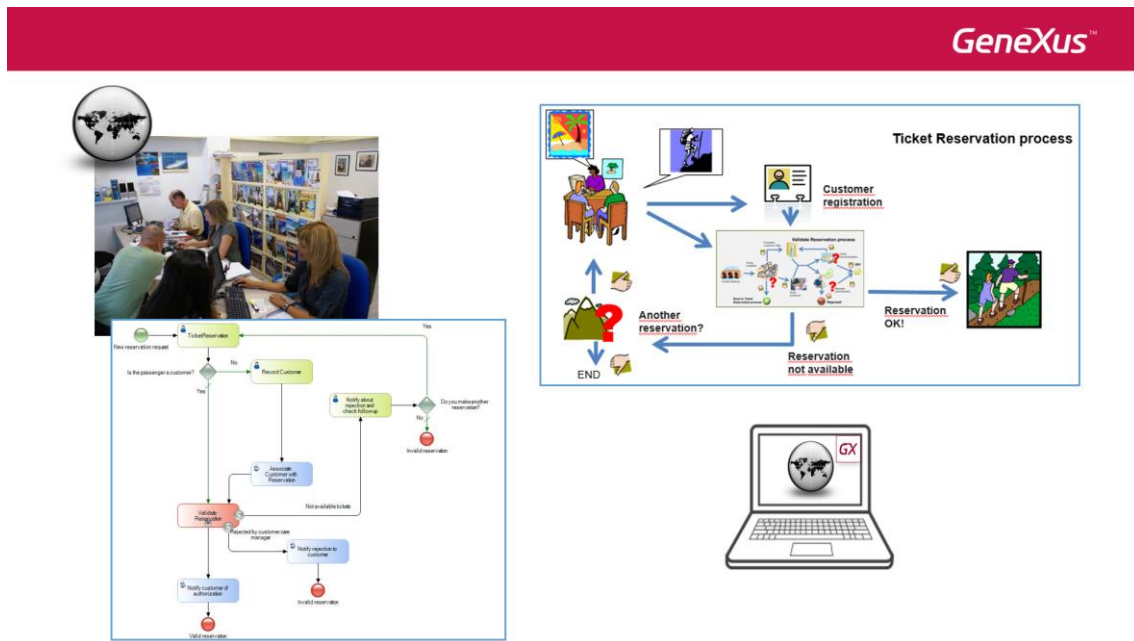 GeneXus™
Ticket Reservation process
Customer
registration
Validate Reservation process
Another
reservation?
Reservation
not available
Reservation
OK!
END
New reservation request
TicketReservation
Yes
Is the passenger a customer?
No
Record Customer
Yes
Notify about
rejection and
check follow-up
Do you make another
reservation?
No
Invalid reservation
Associate
Customer with
Reservation
Validate
Reservation
Not available tickets
Rejected by customer care
manager
Notify rejection to
customer
Invalid reservation
Notify customer of
authorization
Valid reservation
GX